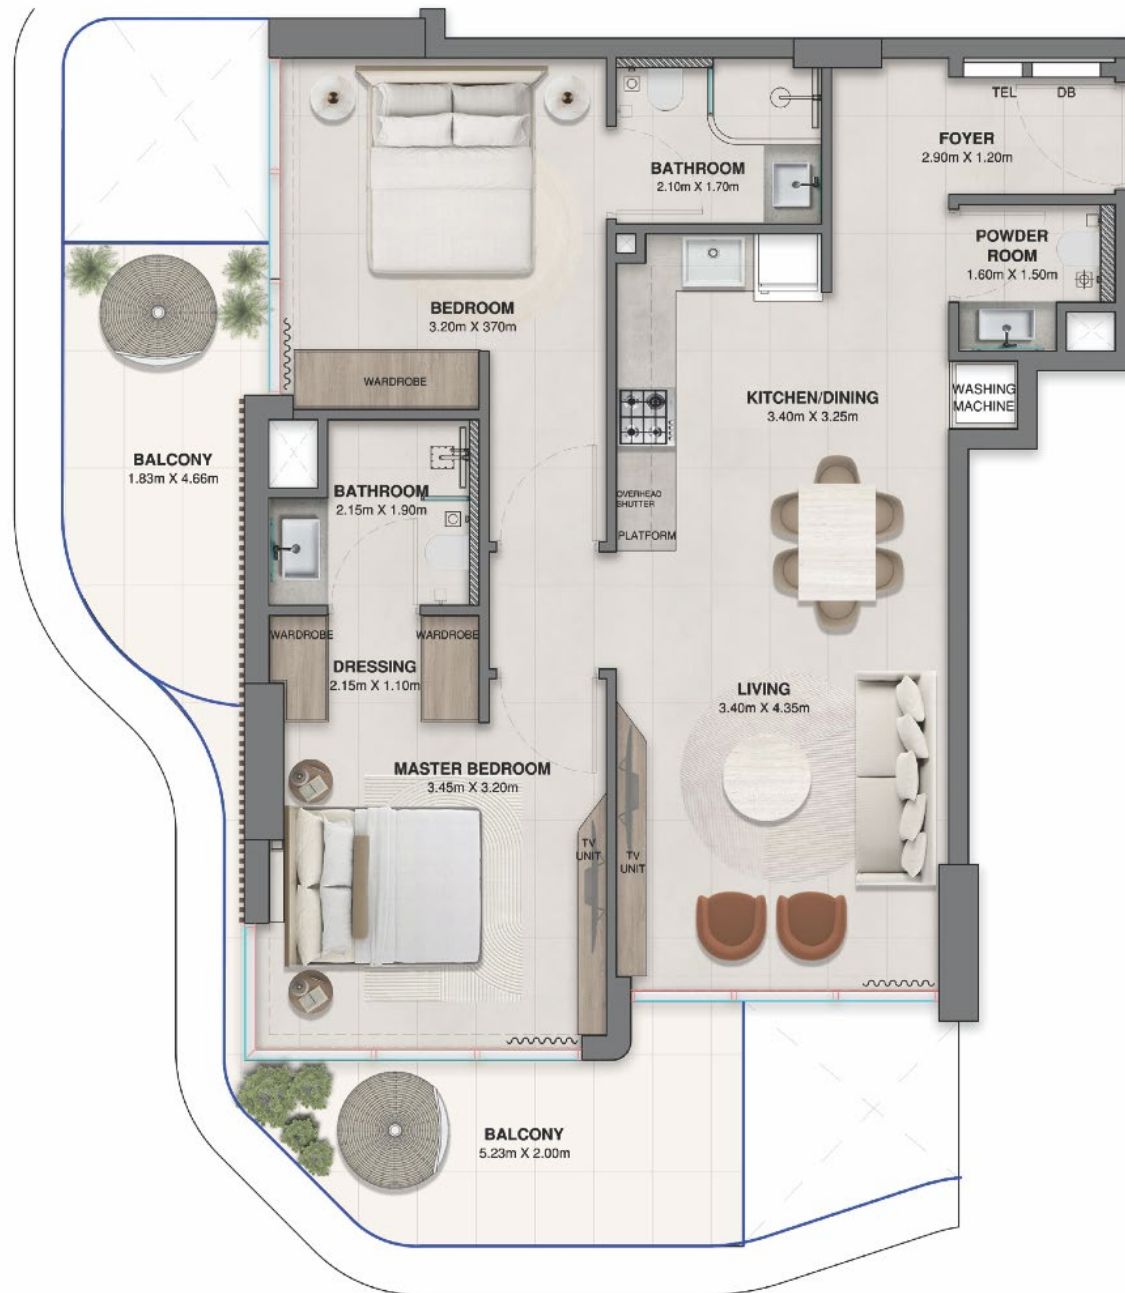 TEL
DB
FOYER
2.90m X 1.20m
BATHROOM
2.10m X 1.70m
POWDER
ROOM
1.60m X 1.50m
BEDROOM
3.20m X 370m
WARDROBE
KITCHEN/DINING
3.40m X 3.25m
WASHING
MACHINE
BALCONY
1.83m X 4.66m
BATHROOM
2.15m X 1.90m
OVERHEAD
SHUTTER
PLATFORM
WARDROBE
WARDROBE
DRESSING
2.15m X 1.10m
LIVING
3.40m X 4.35m
MASTER BEDROOM
3.45m X 3.20m
TV
UNIT
TV
UNIT
BALCONY
5.23m X 2.00m